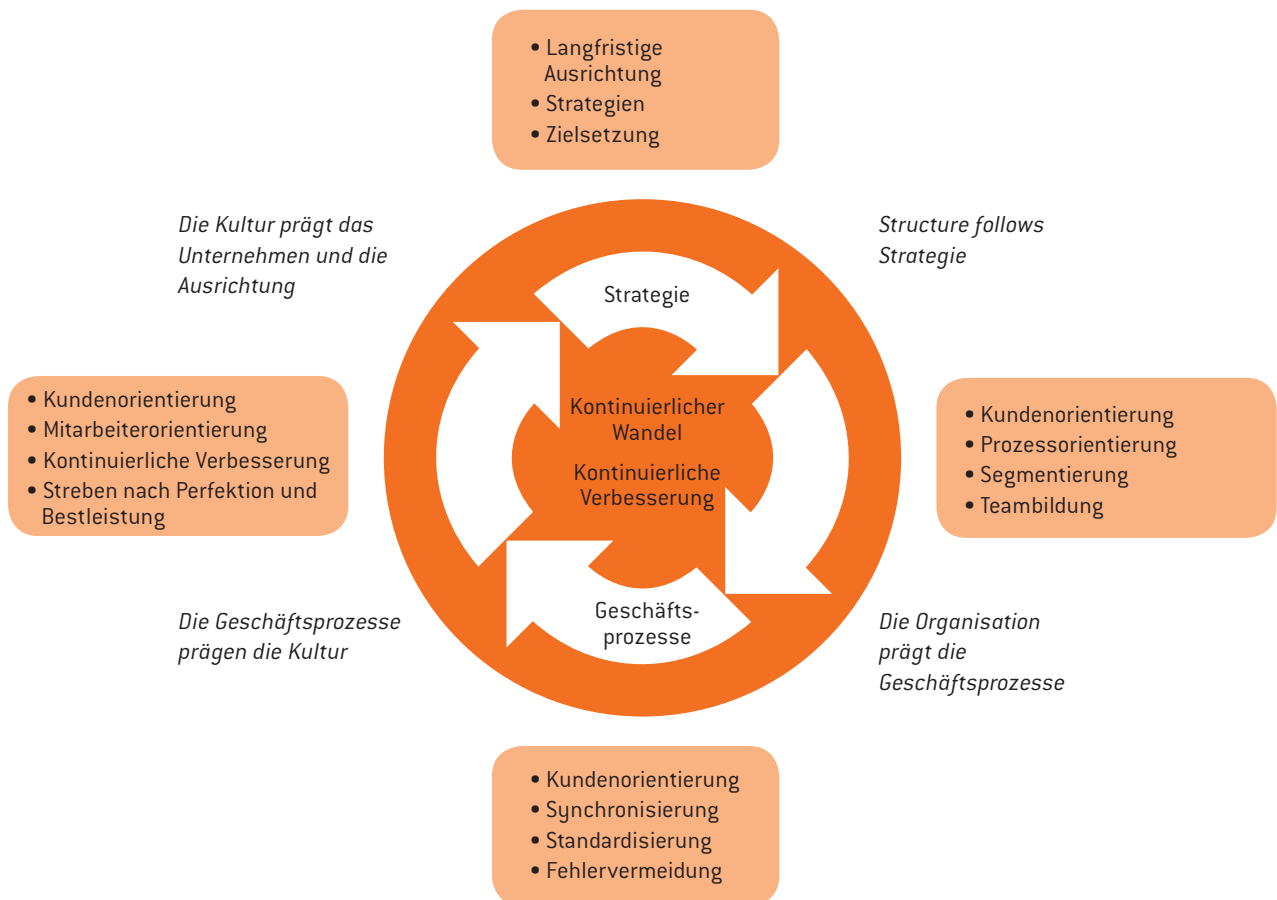 • Langfristige
Ausrichtung
• Strategien
• Zielsetzung
Die Kultur prägt das
Unternehmen und die
Ausrichtung
Structure follows
Strategie
Strategie
• Kundenorientierung
• Mitarbeiterorientierung
• Kontinuierliche Verbesserung
• Streben nach Perfektion und
Bestleistung
Kontinuierlicher
Wandel
Kontinuierliche
Verbesserung
• Kundenorientierung
• Prozessorientierung
• Segmentierung
• Teambildung
Die Geschäftsprozesse
prägen die Kultur
Geschäfts-
prozesse
Die Organisation
prägt die
Geschäftsprozesse
• Kundenorientierung
• Synchronisierung
• Standardisierung
• Fehlervermeidung